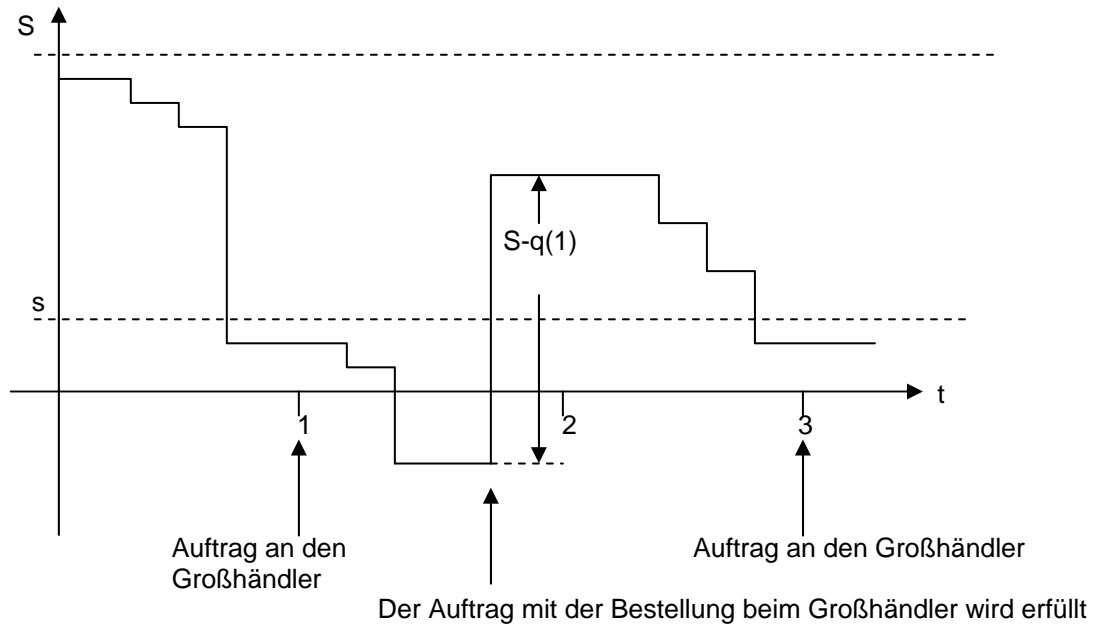 S
S-q(1)
s
t
1
2
3
Auftrag an den
Großhändler
Auftrag an den Großhändler
Der Auftrag mit der Bestellung beim Großhändler wird erfüllt